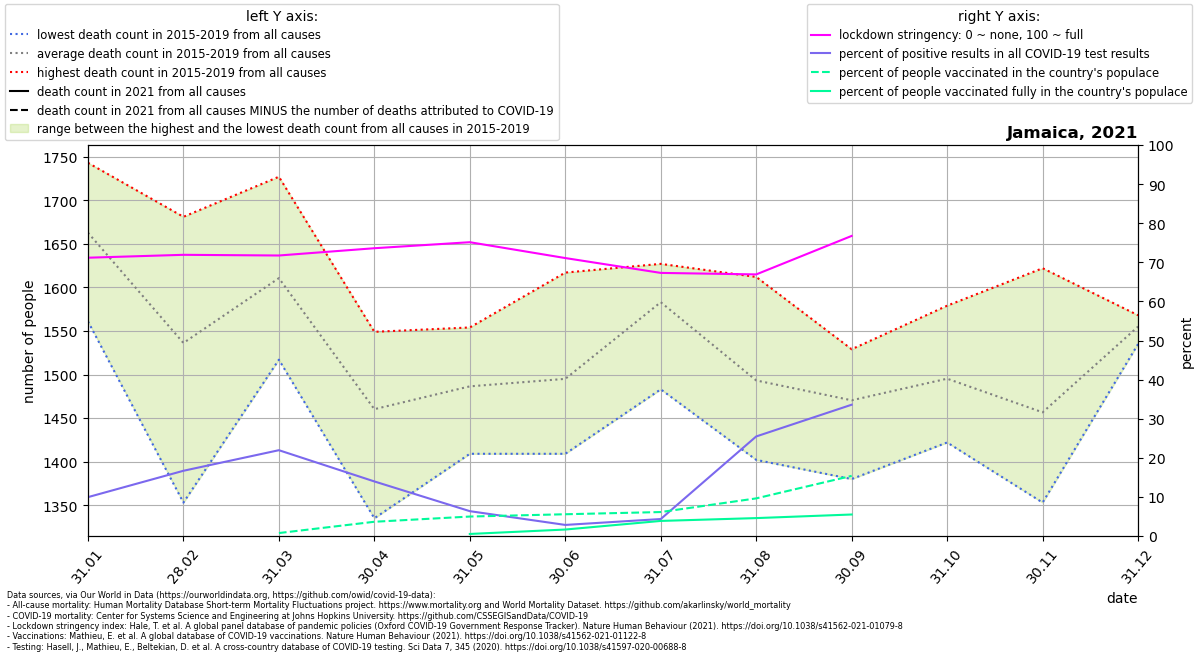 left Y axis:
lowest death count in 2015-2019 from all causes
average death count in 2015-2019 from all causes
highest death count in 2015-2019 from all causes
death count in 2021 from all causes
death count in 2021 from all causes MINUS the number of deaths attributed to COVID-19
range between the highest and the lowest death count from all causes in 2015-2019
right Y axis:
lockdown stringency: 0 ~ none, 100 ~ full
percent of positive results in all COVID-19 test results
percent of people vaccinated in the country's populace
percent of people vaccinated fully in the country's populace
Jamaica, 2021
number of people
1750
1700
1650
1600
1550
1500
1450
1400
1350
100
90
80
70
60
50
40
30
20
10
0
percent
31.01
28.02
31.03
30.04
31.05
30.06
31.07
31.08
30.09
31.10
30.11
31.12
date
Data sources, via Our World in Data (https://ourworldindata.org, https://github.com/owid/covid-19-data):
- All-cause mortality: Human Mortality Database Short-term Mortality Fluctuations project. https://www.mortality.org and World Mortality Dataset. https://github.com/akarlinsky/world_mortality
- COVID-19 mortality: Center for Systems Science and Engineering at Johns Hopkins University. https://github.com/CSSEGISandData/COVID-19
- Lockdown stringency index: Hale, T. et al. A global panel database of pandemic policies (Oxford COVID-19 Government Response Tracker). Nature Human Behaviour (2021). https://doi.org/10.1038/s41562-021-01079-8
- Vaccinations: Mathieu, E. et al. A global database of COVID-19 vaccinations. Nature Human Behaviour (2021). https://doi.org/10.1038/s41562-021-01122-8
- Testing: Hasell, J., Mathieu, E., Beltekian, D. et al. A cross-country database of COVID-19 testing. Sci Data 7, 345 (2020). https://doi.org/10.1038/s41597-020-00688-8